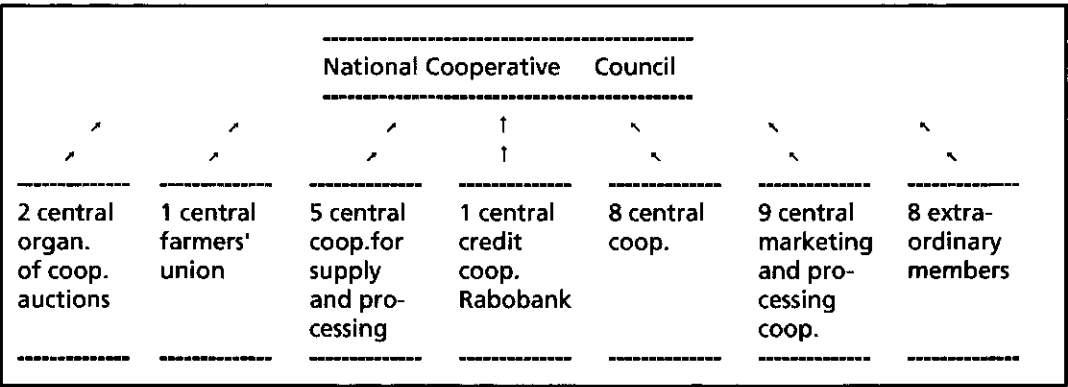 National Cooperative Council
2 central
organ.
of coop.
auctions
1 central
farmers'
union
5 central
coop.for
supply
and pro-
cessing
1 central
credit
coop.
Rabobank
8 central
coop.
9 central
marketing
and pro-
cessing
coop.
8 extra-
ordinary
members